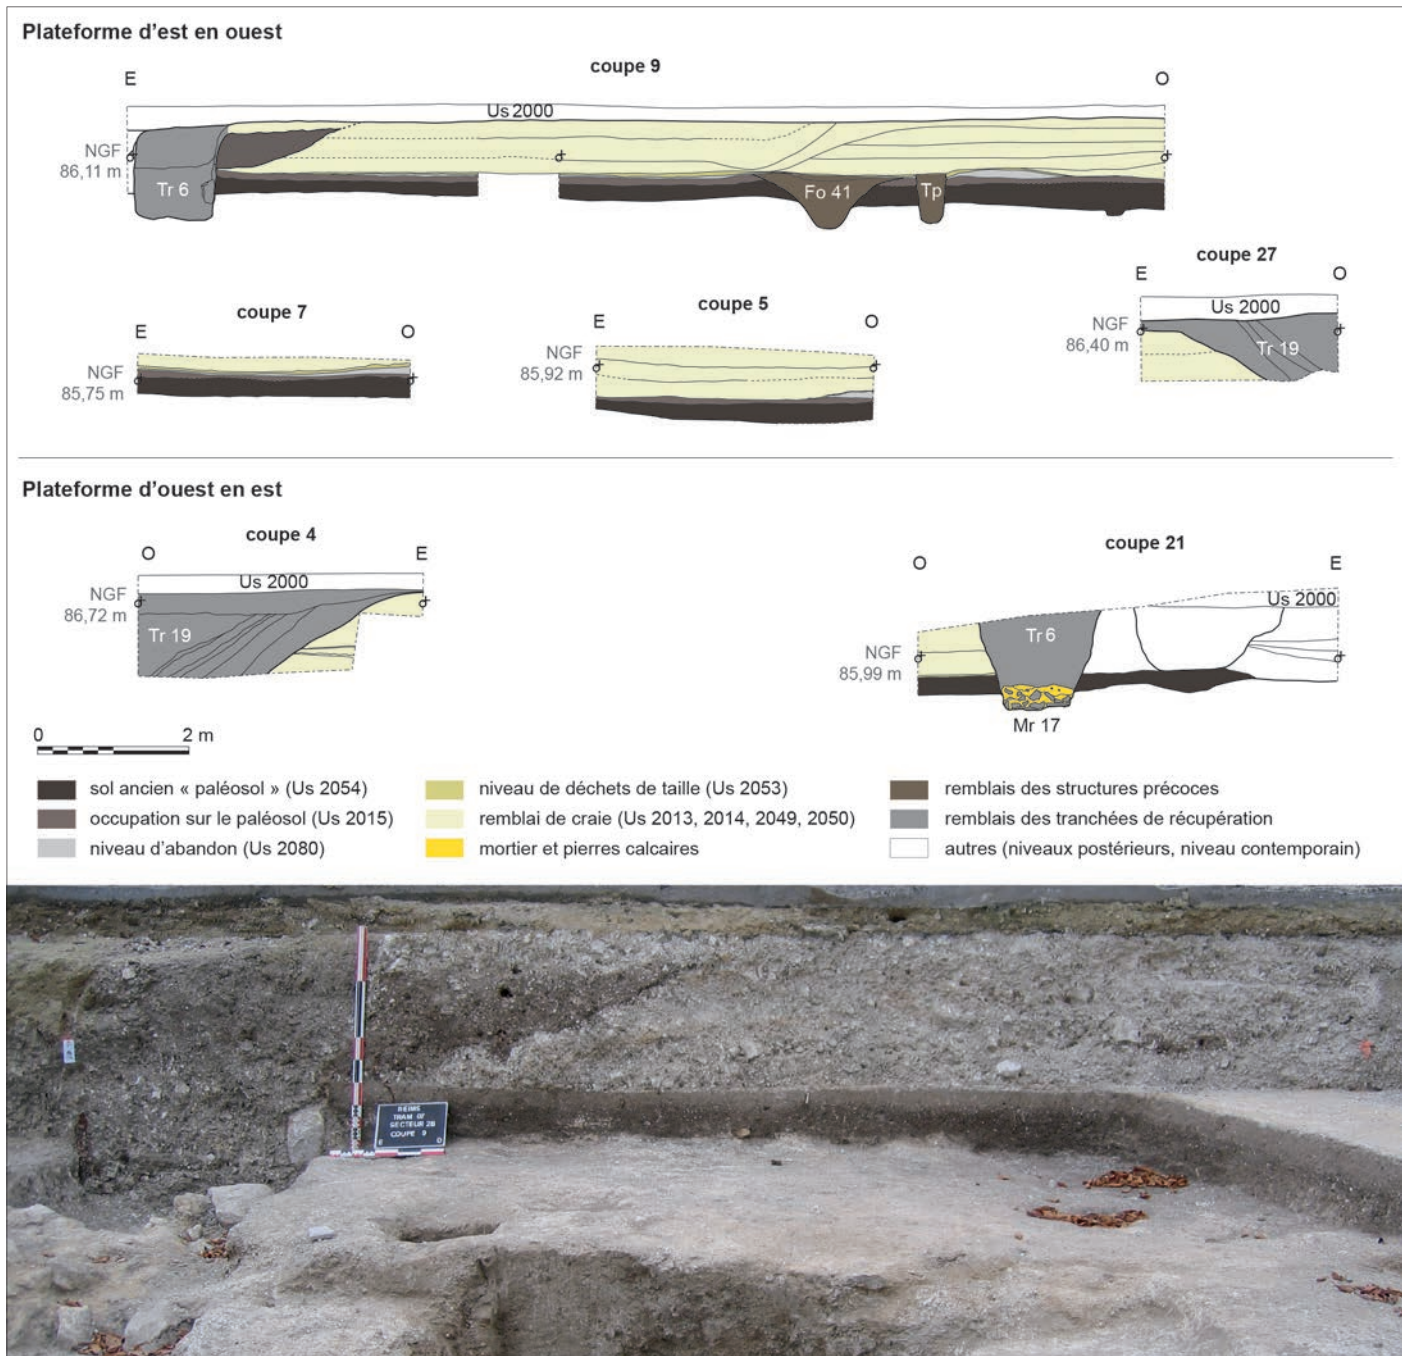 Plateforme d'est en ouest
coupe 9
E
O
Us 2000
NGF
86,11 m
Tr 6
Fo 41
Tp
coupe 27
E
O
Us 2000
NGF
86,40 m
Tr 19
coupe 7
E
O
NGF
85,75 m
coupe 5
E
O
NGF
85,92 m
Plateforme d'ouest en est
coupe 4
O
E
Us 2000
NGF
86,72 m
Tr 19
coupe 21
O
E
Us 2000
Tr 6
NGF
85,99 m
Mr 17
0 2 m
sol ancien « paléosol » (Us 2054)
occupation sur le paléosol (Us 2015)
niveau d'abandon (Us 2080)
niveau de déchets de taille (Us 2053)
remblai de craie (Us 2013, 2014, 2049, 2050)
mortier et pierres calcaires
remblais des structures précoces
remblais des tranchées de récupération
autres (niveaux postérieurs, niveau contemporain)
REIMS
TRAM 07
SECTEUR 2B
COUPE 9
E O